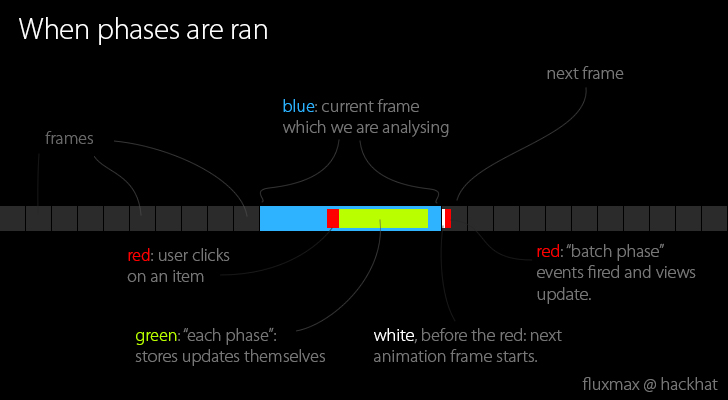 When phases are ran
next frame
blue: current frame
which we are analysing
frames
red: user clicks
on an item
red: “batch phase”
events fired and views
update.
green: “each phase”:
stores updates themselves
white, before the red: next
animation frame starts.
fluxmax @ hackhat